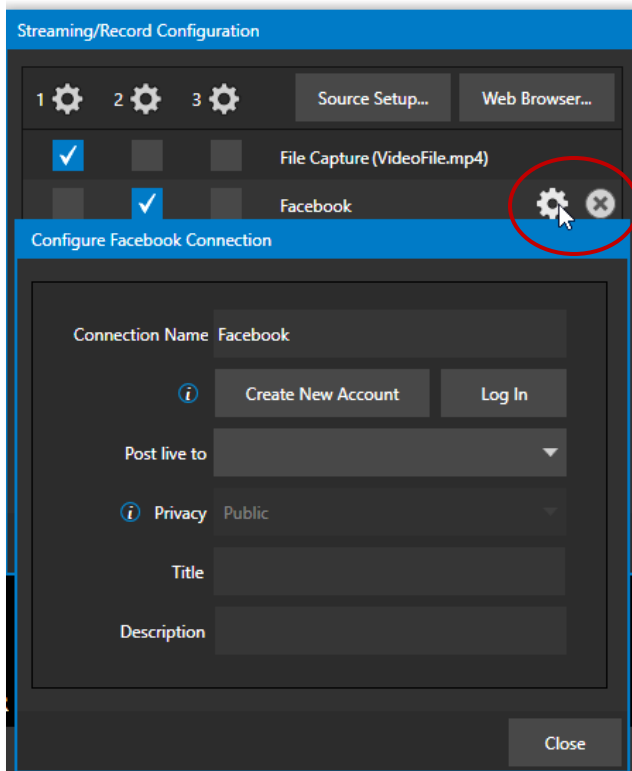 Streaming/Record Configuration
1 2 3 Source Setup... Web Browser...
File Capture (VideoFile.mp4)
Facebook
Configure Facebook Connection
Connection Name Facebook
i Create New Account Log In
Post live to
i Privacy Public
Title
Description
Close